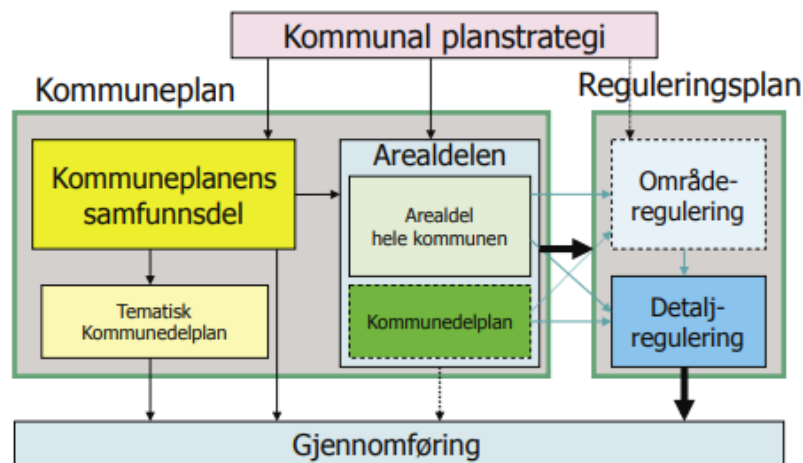 Kommunal planstrategi
Kommuneplan
Reguleringsplan
Kommuneplanens
samfunnsdel
Arealdelen
Arealdel
hele kommunen
Område-
regulering
Tematisk
Kommunedelplan
Kommunedelplan
Detalj-
regulering
Gjennomføring